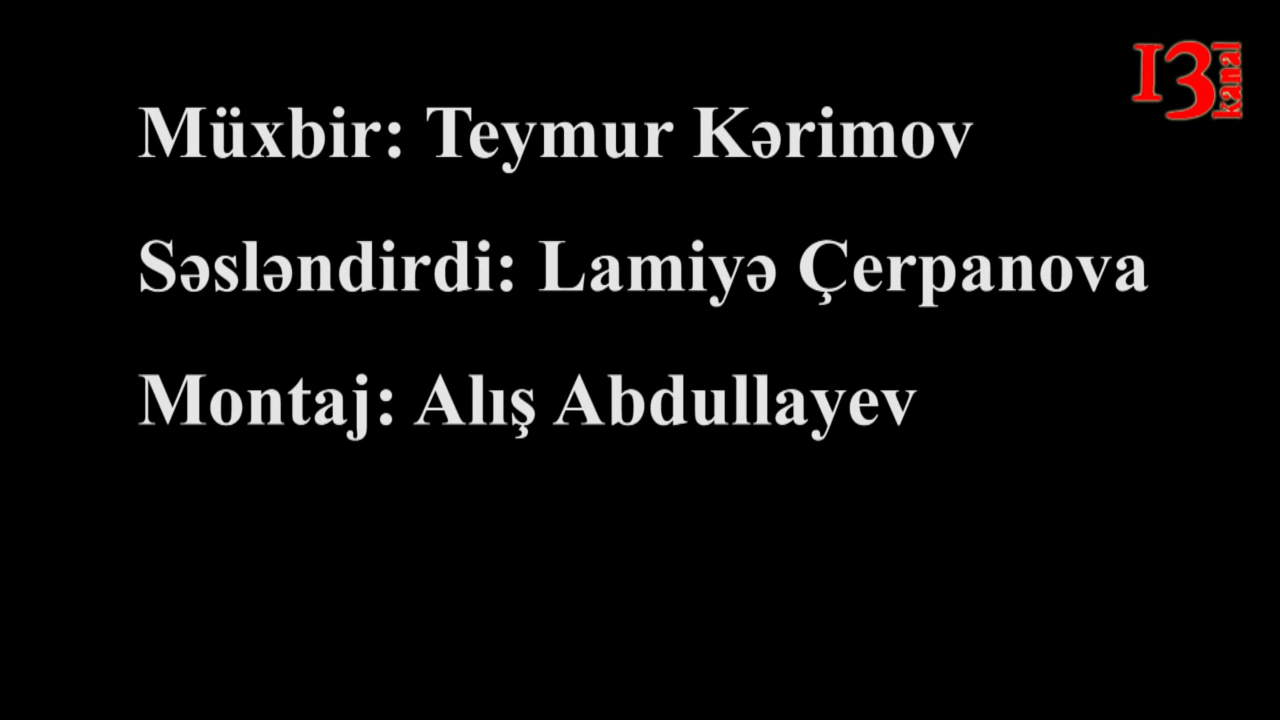 13 kanal
Müxbir: Teymur Kərimov
Səsləndirdi: Lamiyə Çerpanova
Montaj: Alış Abdullayev